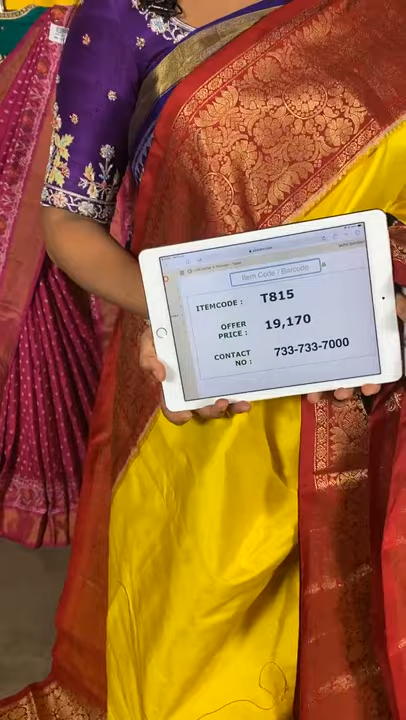 Item Code / Barcode
ITEMCODE : T815
OFFER PRICE : 19,170
CONTACT NO : 733-733-7000